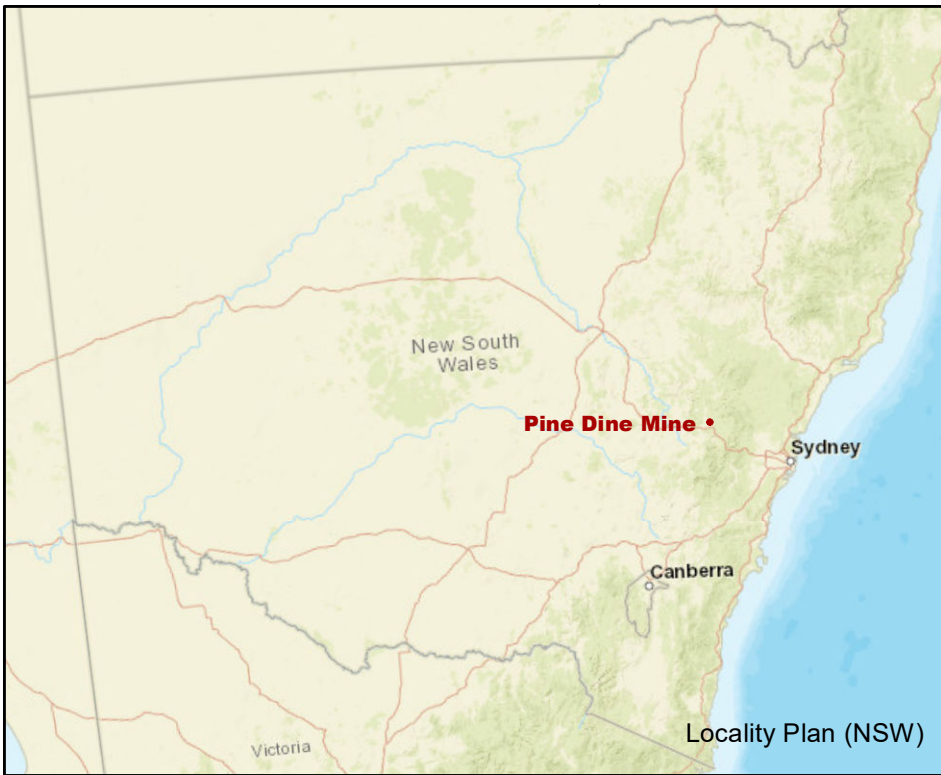 New South
Wales
Pine Dine Mine
Sydney
Canberra
Locality Plan (NSW)
Victoria